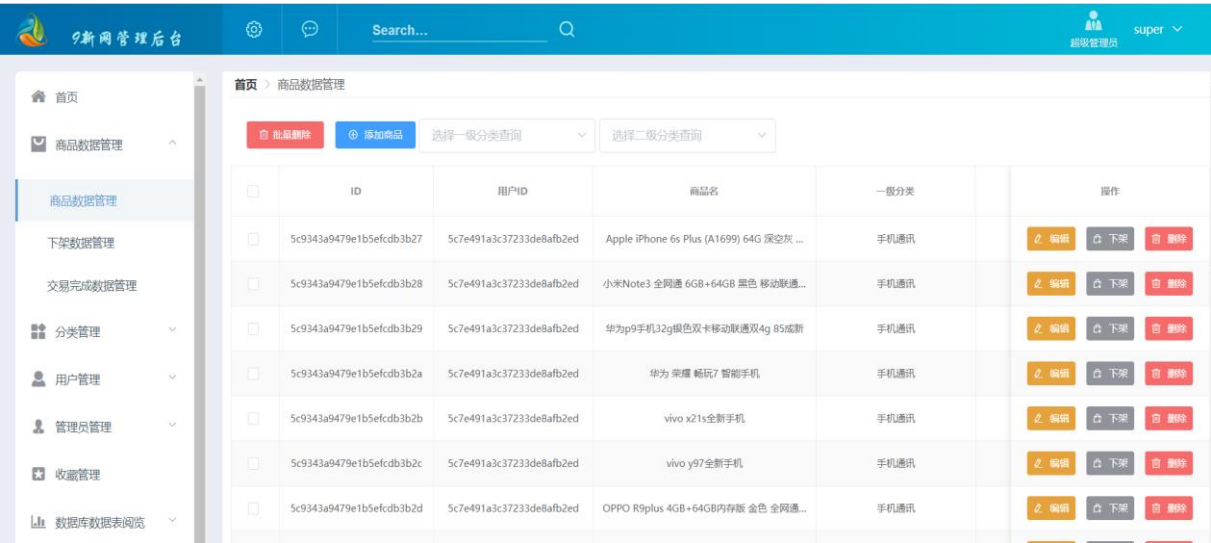 9新网管理后台
Search...
超级管理员
super
首页
商品数据管理
商品数据管理
下架数据管理
交易完成数据管理
分类管理
用户管理
管理员管理
收藏管理
数据库数据表阅览
首页 > 商品数据管理
批量删除 添加商品 选择一级分类查询 选择二级分类查询
ID 用户ID 商品名 一级分类 操作
5c9343a9479e1b5efcdb3b27 5c7e491a3c37233de8afb2ed Apple iPhone 6s Plus (A1699) 64G 深空灰 ... 手机通讯 编辑 下架 删除
5c9343a9479e1b5efcdb3b28 5c7e491a3c37233de8afb2ed 小米Note3 全网通 6GB+64GB 黑色 移动联通... 手机通讯 编辑 下架 删除
5c9343a9479e1b5efcdb3b29 5c7e491a3c37233de8afb2ed 华为p9手机32g银色双卡移动联通双4g 85成新 手机通讯 编辑 下架 删除
5c9343a9479e1b5efcdb3b2a 5c7e491a3c37233de8afb2ed 华为 荣耀 畅玩7 智能手机 手机通讯 编辑 下架 删除
5c9343a9479e1b5efcdb3b2b 5c7e491a3c37233de8afb2ed vivo x21s全新手机 手机通讯 编辑 下架 删除
5c9343a9479e1b5efcdb3b2c 5c7e491a3c37233de8afb2ed vivo y97全新手机 手机通讯 编辑 下架 删除
5c9343a9479e1b5efcdb3b2d 5c7e491a3c37233de8afb2ed OPPO R9plus 4GB+64GB内存版 金色 全网通... 手机通讯 编辑 下架 删除